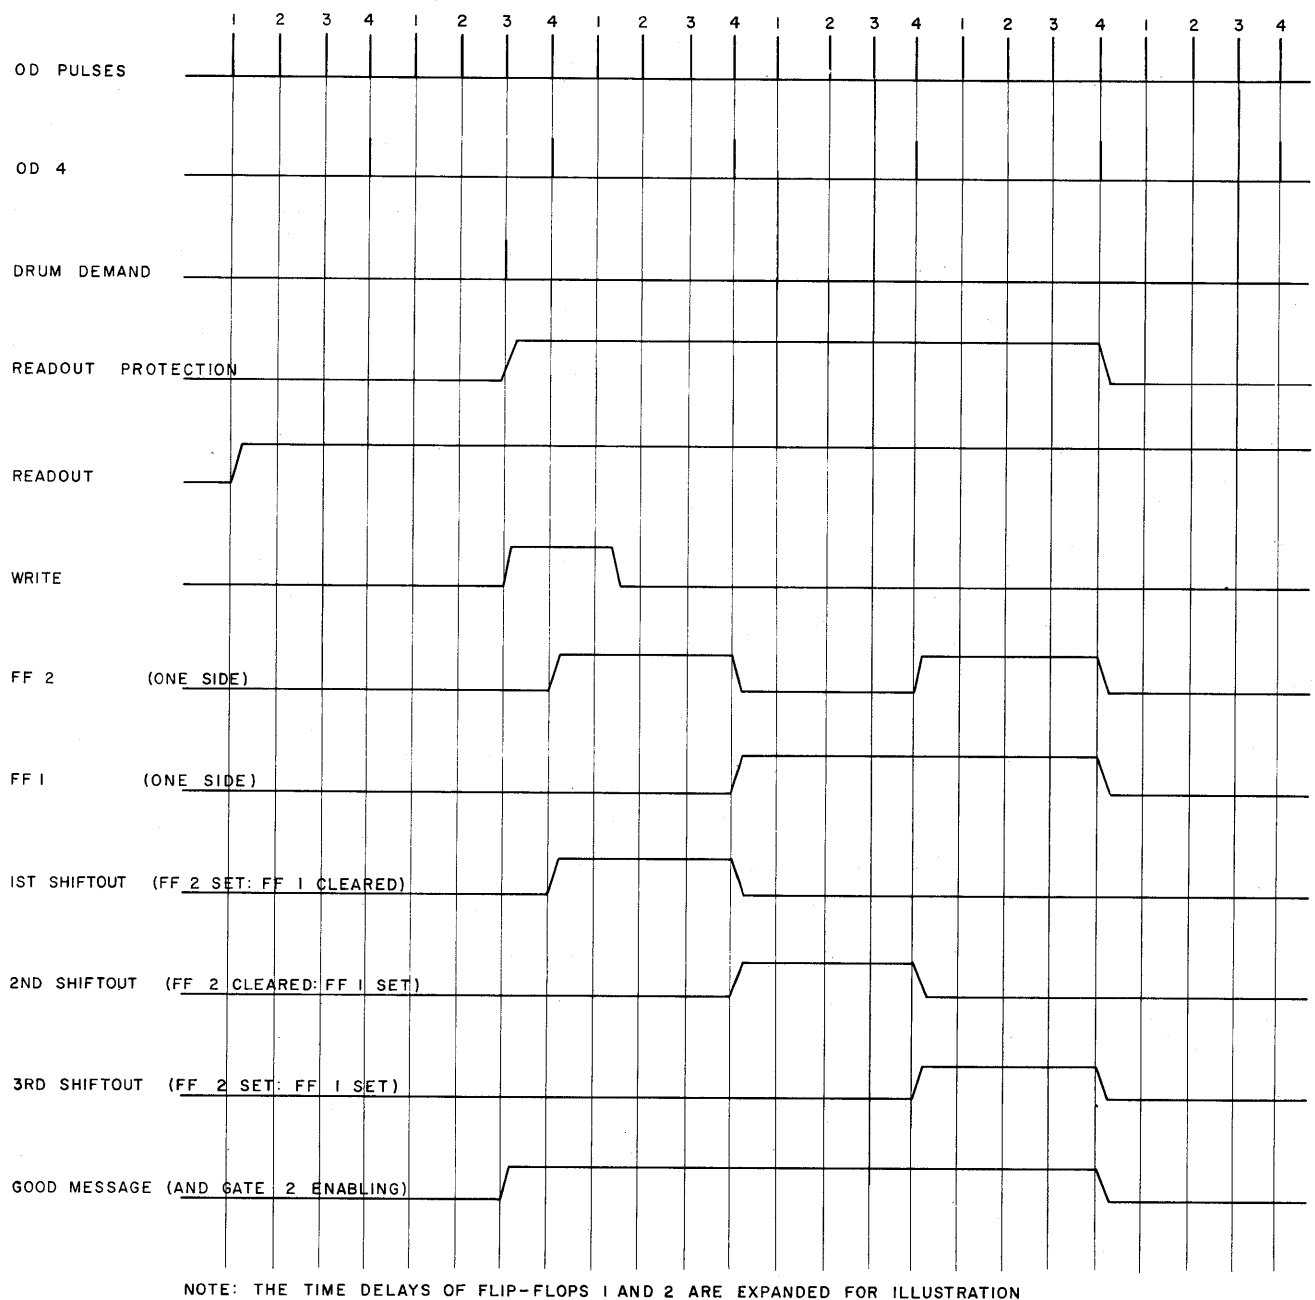 1 2 3 4 1 2 3 4 1 2 3 4 1 2 3 4 1 2 3 4 1 2 3 4
OD PULSES
OD 4
DRUM DEMAND
READOUT PROTECTION
READOUT
WRITE
FF 2 (ONE SIDE)
FF 1 (ONE SIDE)
1ST SHIFTOUT (FF 2 SET: FF 1 CLEARED)
2ND SHIFTOUT (FF 2 CLEARED: FF 1 SET)
3RD SHIFTOUT (FF 2 SET: FF 1 SET)
GOOD MESSAGE (AND GATE 2 ENABLING)
NOTE: THE TIME DELAYS OF FLIP-FLOPS 1 AND 2 ARE EXPANDED FOR ILLUSTRATION